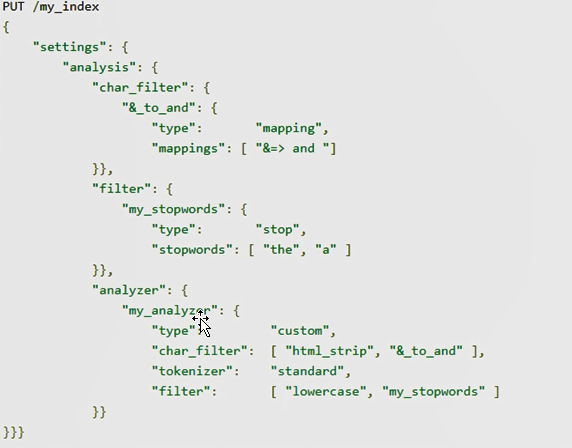 PUT /my_index
{
    "settings": {
        "analysis": {
            "char_filter": {
                "&_to_and": {
                    "type":       "mapping",
                    "mappings": [ "&=> and "]
            }},
            "filter": {
                "my_stopwords": {
                    "type":       "stop",
                    "stopwords": [ "the", "a" ]
            }},
            "analyzer": {
                "my_analyzer": {
                    "type":         "custom",
                    "char_filter":  [ "html_strip", "&_to_and" ],
                    "tokenizer":    "standard",
                    "filter":       [ "lowercase", "my_stopwords" ]
            }}
}}}